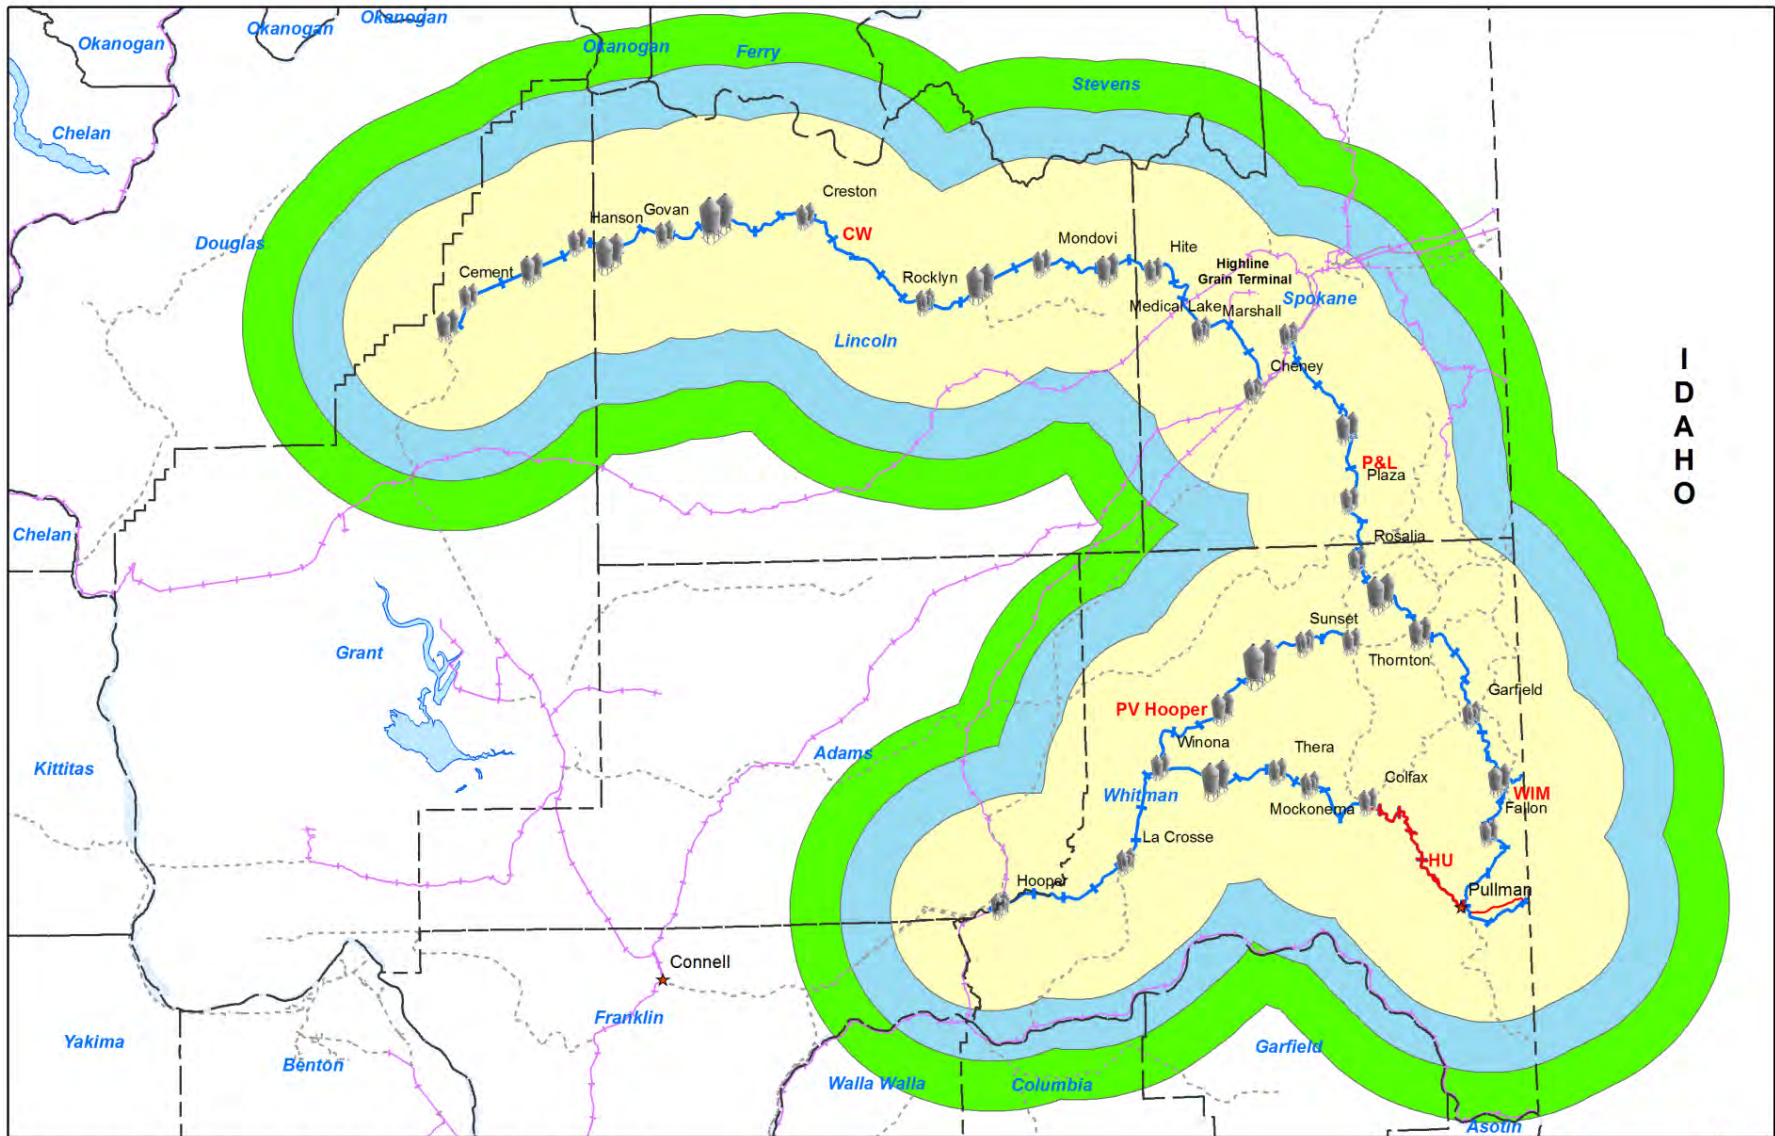 Okanogan
Okanogan
Okanogan
Okanogan
Ferry
Stevens
Chelan
Douglas
Creston
Govan
Hanson
CW
Mondovi
Hite
Highline
Grain Terminal
Cement
Rocklyn
Spokane
Medical Lake
Marshall
Lincoln
Cheney
I
D
A
H
O
P&L
Plaza
Chelan
Rosalia
Sunset
Grant
Thornton
Garfield
PV Hooper
Winona
Thera
Adams
Kittitas
Colfax
Whitman
WIM
Mockonema
Fallon
La Crosse
HU
Hooper
Pullman
Connell
Franklin
Yakima
Benton
Garfield
Walla Walla
Columbia
Asotin